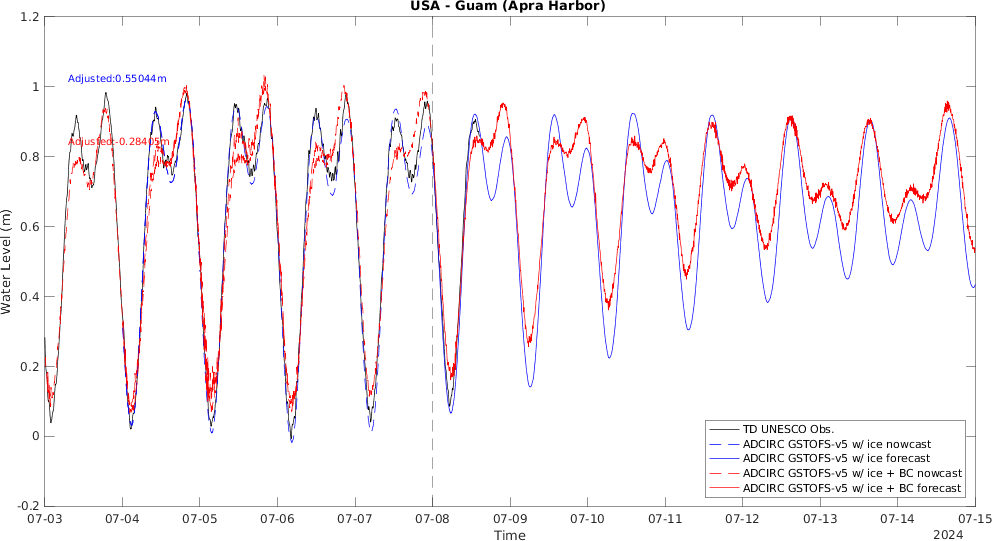 USA - Guam (Apra Harbor)
1.2
1
0.8
0.6
0.4
0.2
0
-0.2
Water Level (m)
Adjusted:0.55044m
TD UNESCO Obs.
ADCIRC GSTOFS-v5 w/ ice nowcast
ADCIRC GSTOFS-v5 w/ ice forecast
ADCIRC GSTOFS-v5 w/ ice + BC nowcast
ADCIRC GSTOFS-v5 w/ ice + BC forecast
07-03 07-04 07-05 07-06 07-07 07-08 07-09 07-10 07-11 07-12 07-13 07-14 07-15
Time
2024